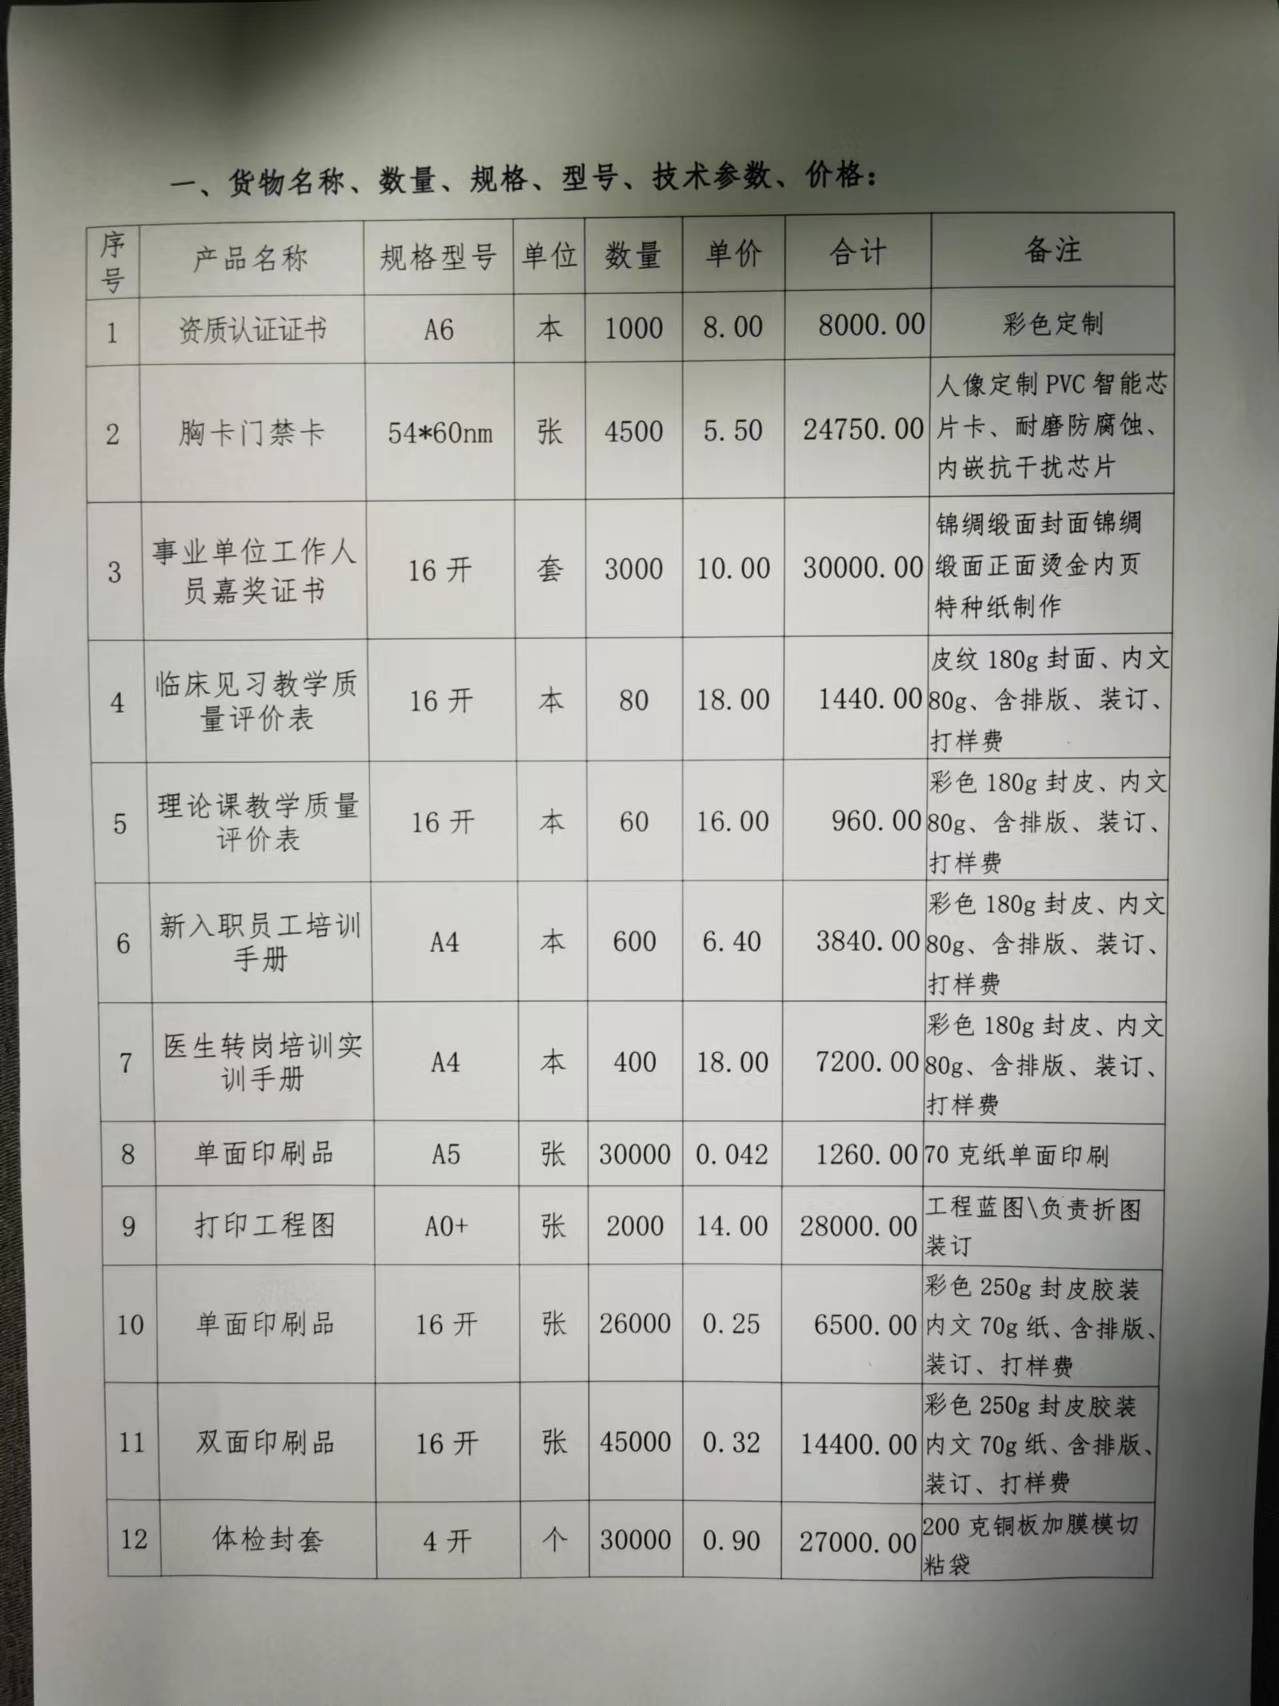 一、货物名称、数量、规格、型号、技术参数、价格：
序号 产品名称 规格型号 单位 数量 单价 合计 备注
1 资质认证证书 A6 本 1000 8.00 8000.00 彩色定制
2 胸卡门禁卡 54*60nm 张 4500 5.50 24750.00 人像定制PVC智能芯
片卡、耐磨防腐蚀、
内嵌抗干扰芯片
3 事业单位工作人
员嘉奖证书 16开 套 3000 10.00 30000.00 锦绸缎面封面锦绸
缎面正面烫金内页
特种纸制作
4 临床见习教学质
量评价表 16开 本 80 18.00 1440.00 皮纹180g封面、内文
80g、含排版、装订、
打样费
5 理论课教学质量
评价表 16开 本 60 16.00 960.00 彩色180g封皮、内文
80g、含排版、装订、
打样费
6 新入职员工培训
手册 A4 本 600 6.40 3840.00 彩色180g封皮、内文
80g、含排版、装订、
打样费
7 医生转岗培训实
训手册 A4 本 400 18.00 7200.00 彩色180g封皮、内文
80g、含排版、装订、
打样费
8 单面印刷品 A5 张 30000 0.042 1260.00 70克纸单面印刷
9 打印工程图 A0+ 张 2000 14.00 28000.00 工程蓝图\负责折图
装订
10 单面印刷品 16开 张 26000 0.25 6500.00 彩色250g封皮胶装
内文70g纸、含排版、
装订、打样费
11 双面印刷品 16开 张 45000 0.32 14400.00 彩色250g封皮胶装
内文70g纸、含排版、
装订、打样费
12 体检封套 4开 个 30000 0.90 27000.00 200克铜板加膜模切
粘袋